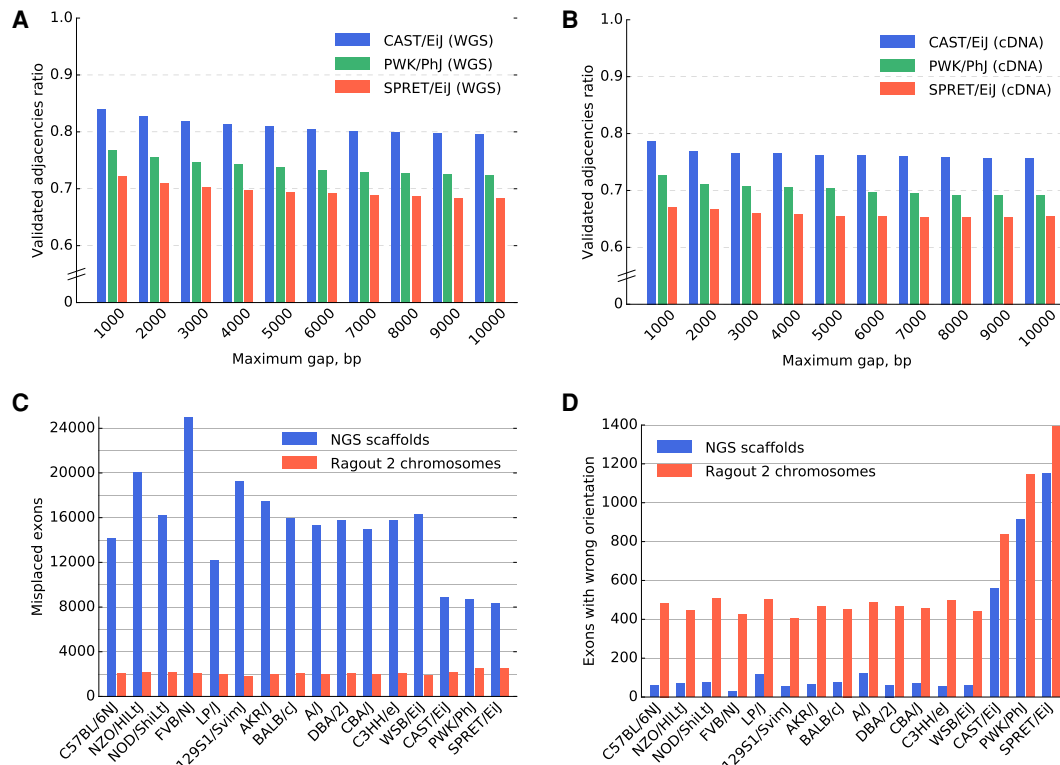 A
1.0
0.9
0.8
0.7
0.6
0
Validated adjacencies ratio
CAST/EiJ (WGS)
PWK/PhJ (WGS)
SPRET/EiJ (WGS)
1000
2000
3000
4000
5000
6000
7000
8000
9000
10000
Maximum gap, bp
B
1.0
0.9
0.8
0.7
0.6
0
Validated adjacencies ratio
CAST/EiJ (cDNA)
PWK/PhJ (cDNA)
SPRET/EiJ (cDNA)
1000
2000
3000
4000
5000
6000
7000
8000
9000
10000
Maximum gap, bp
C
24000
20000
16000
12000
8000
4000
0
Misplaced exons
NGS scaffolds
Ragout 2 chromosomes
C57BL/6NJ
NZO/HiLtJ
NOD/ShiLtJ
FVB/NJ
LP/J
129S1/SvimJ
AKR/J
BALB/cJ
A/J
DBA/2J
CBA/J
C3HH/eJ
WSB/EiJ
CAST/EiJ
PWK/PhJ
SPRET/EiJ
D
1400
1200
1000
800
600
400
200
0
Exons with wrong orientation
NGS scaffolds
Ragout 2 chromosomes
C57BL/6NJ
NZO/HiLtJ
NOD/ShiLtJ
FVB/NJ
LP/J
129S1/SvimJ
AKR/J
BALB/cJ
A/J
DBA/2J
CBA/J
C3HH/eJ
WSB/EiJ
CAST/EiJ
PWK/PhJ
SPRET/EiJ